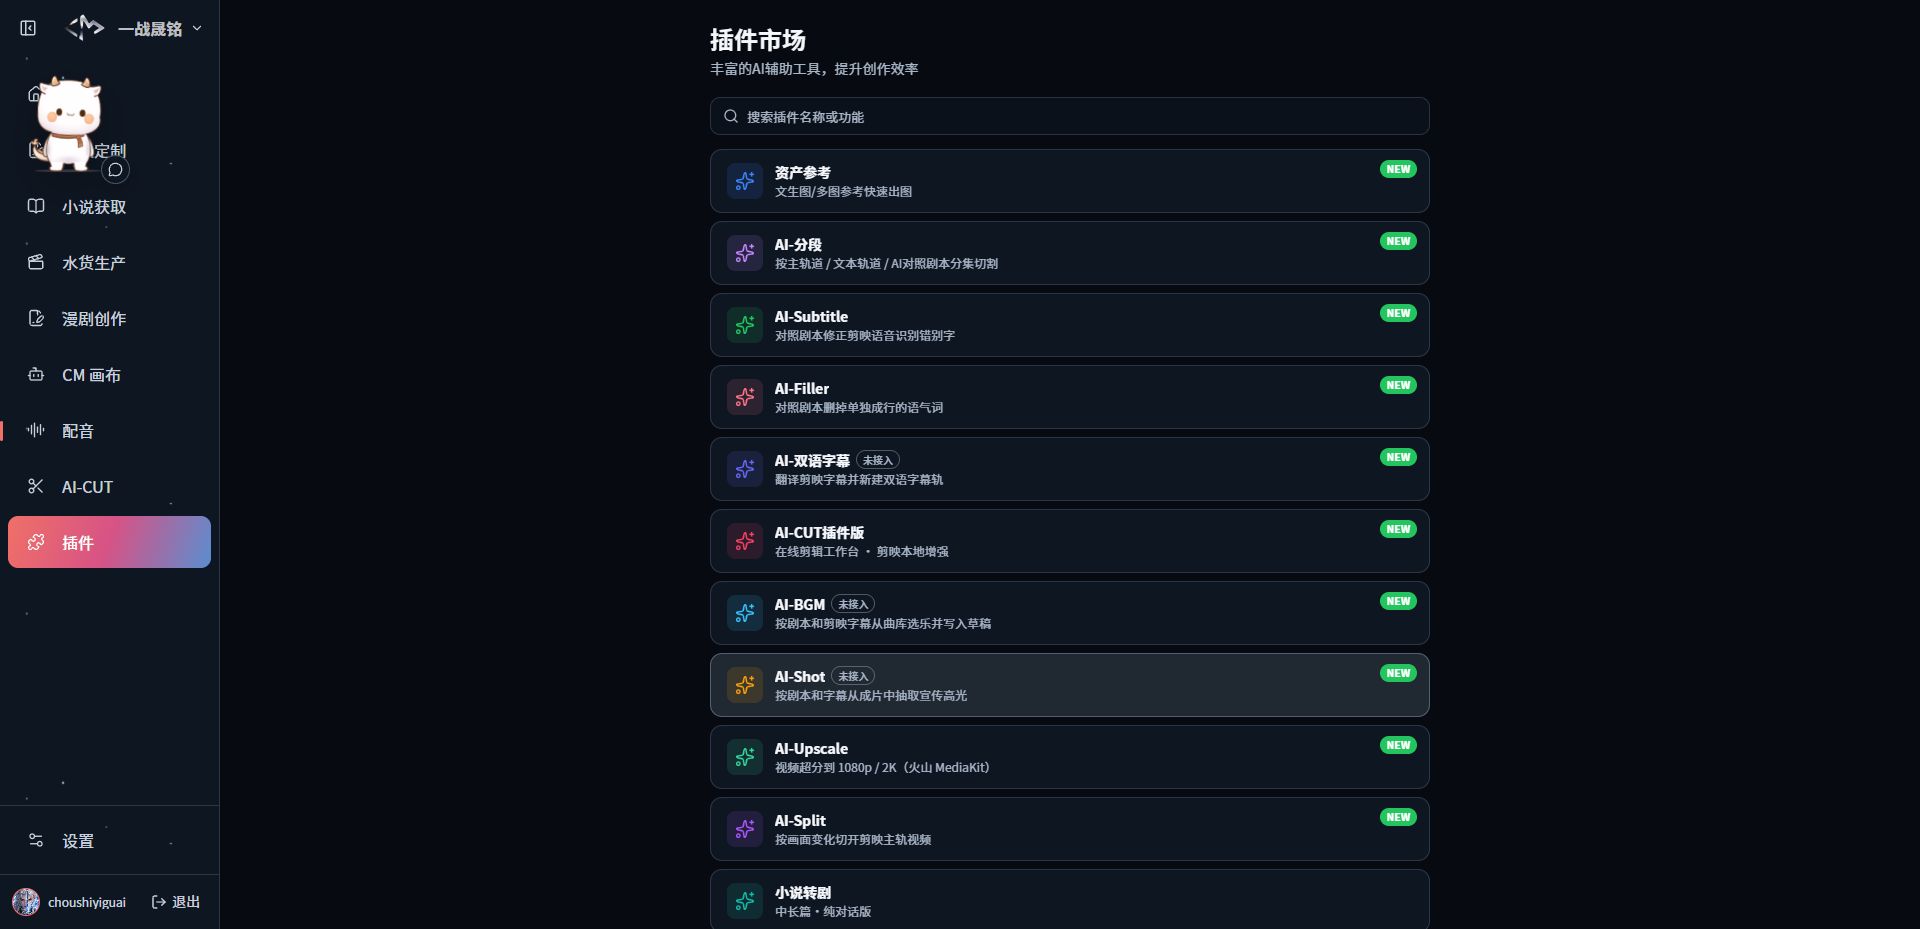 一战晟铭
定制
小说获取
水货生产
漫剧创作
CM 画布
配音
AI-CUT
插件
设置
choushiyiguai
退出
插件市场
丰富的AI辅助工具，提升创作效率
搜索插件名称或功能
资产参考
NEW
文生图/多图参考快速出图
AI-分段
NEW
按主轨道 / 文本轨道 / AI对照剧本分集切割
AI-Subtitle
NEW
对照剧本修正剪映语音识别错别字
AI-Filler
NEW
对照剧本删掉单独成行的语气词
AI-双语字幕 未接入
NEW
翻译剪映字幕并新建双语字幕轨
AI-CUT插件版
NEW
在线剪辑工作台 · 剪映本地增强
AI-BGM 未接入
NEW
按剧本和剪映字幕从曲库选乐并写入草稿
AI-Shot 未接入
NEW
按剧本和字幕从成片中抽取宣传高光
AI-Upscale
NEW
视频超分到 1080p / 2K（火山 MediaKit）
AI-Split
NEW
按画面变化切开剪映主轨视频
小说转剧
中长篇 · 纯对话版